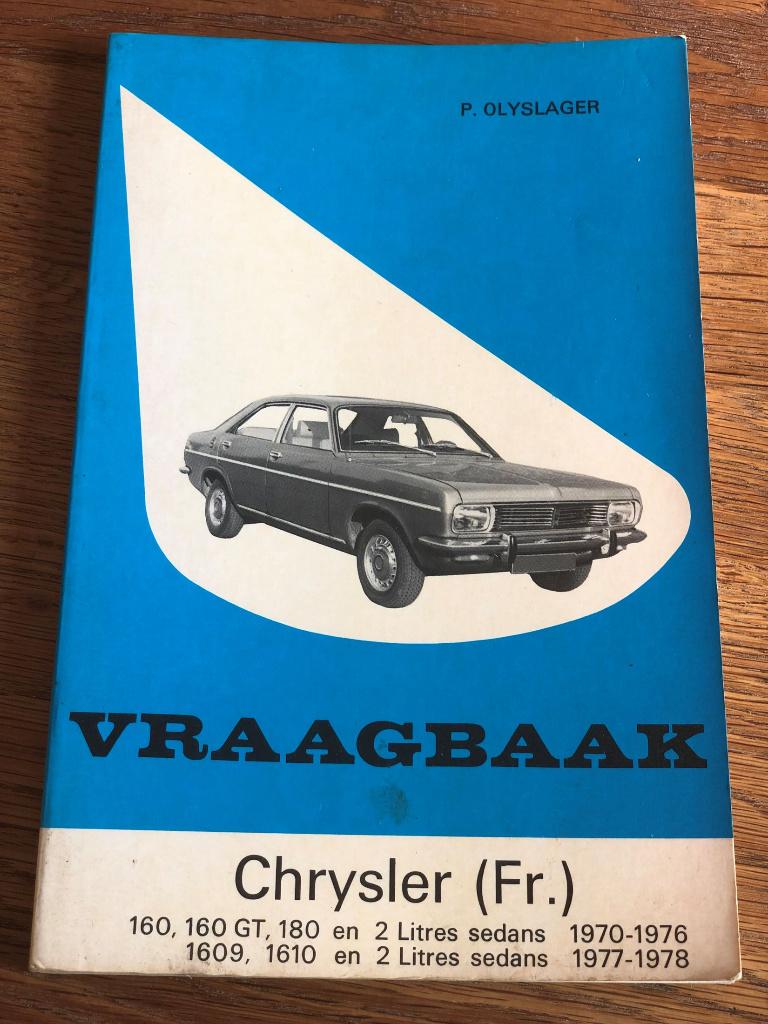 P. OLYSLAGER
VRAAGBAAK
Chrysler (Fr.)
160, 160 GT, 180 en 2 Litres sedans 1970-1976
1609, 1610 en 2 Litres sedans 1977-1978